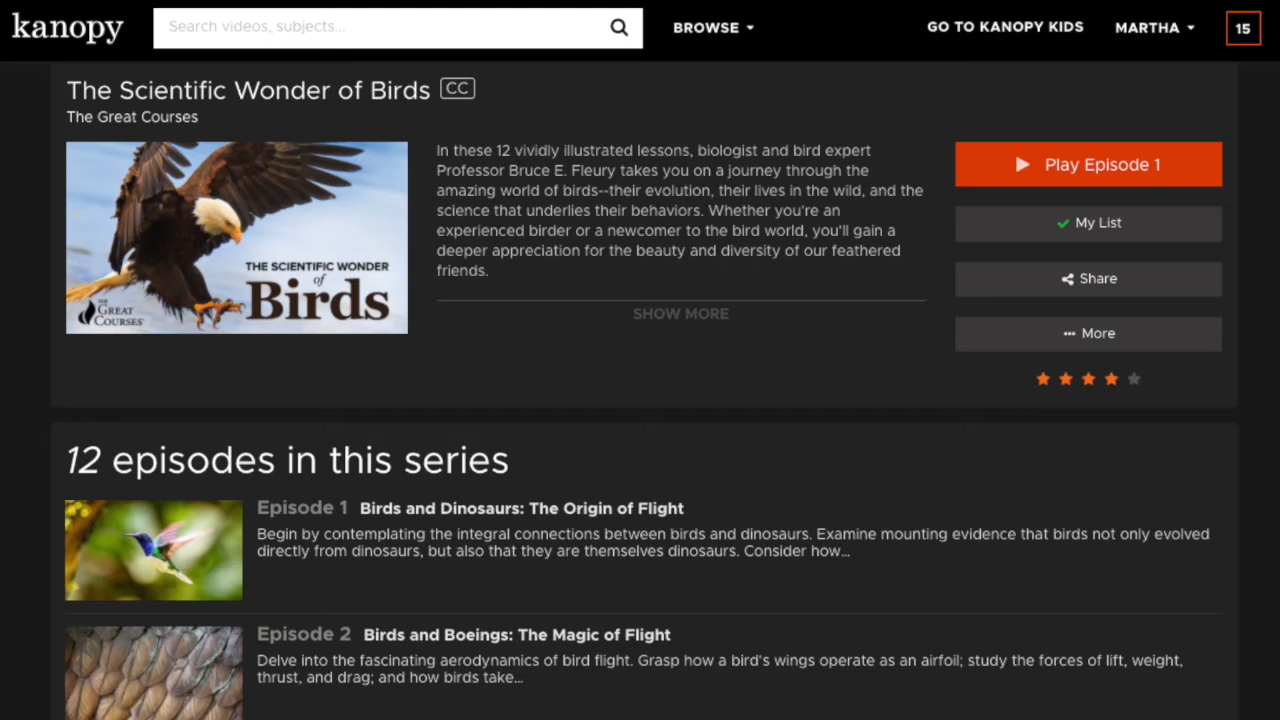 kanopy
Search videos, subjects...
BROWSE
GO TO KANOPY KIDS
MARTHA
15
The Scientific Wonder of Birds CC
The Great Courses
THE SCIENTIFIC WONDER
of
Birds
THE
GREAT
COURSES
In these 12 vividly illustrated lessons, biologist and bird expert
Professor Bruce E. Fleury takes you on a journey through the
amazing world of birds--their evolution, their lives in the wild, and the
science that underlies their behaviors. Whether you're an
experienced birder or a newcomer to the bird world, you'll gain a
deeper appreciation for the beauty and diversity of our feathered
friends.
SHOW MORE
Play Episode 1
My List
Share
More
12 episodes in this series
Episode 1 Birds and Dinosaurs: The Origin of Flight
Begin by contemplating the integral connections between birds and dinosaurs. Examine mounting evidence that birds not only evolved
directly from dinosaurs, but also that they are themselves dinosaurs. Consider how...
Episode 2 Birds and Boeings: The Magic of Flight
Delve into the fascinating aerodynamics of bird flight. Grasp how a bird's wings operate as an airfoil; study the forces of lift, weight,
thrust, and drag; and how birds take...